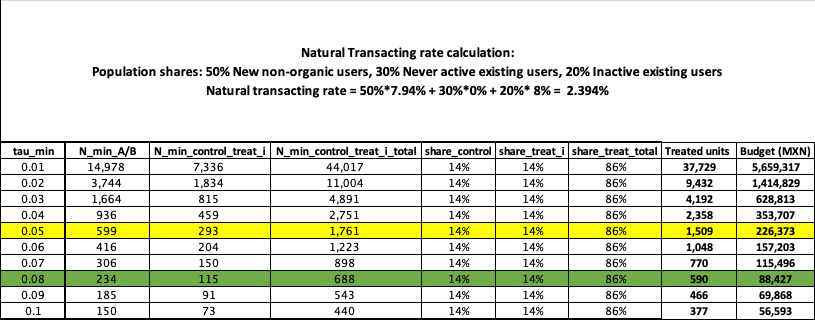 Natural Transacting rate calculation:
Population shares: 50% New non-organic users, 30% Never active existing users, 20% Inactive existing users
Natural transacting rate = 50%*7.94% + 30%*0% + 20%* 8% = 2.394%
tau_min N_min_A/B N_min_control_treat_i N_min_control_treat_i_total share_control share_treat_i share_treat_total Treated units Budget (MXN)
0.01 14,978 7,336 44,017 14% 14% 86% 37,729 5,659,317
0.02 3,744 1,834 11,004 14% 14% 86% 9,432 1,414,829
0.03 1,664 815 4,891 14% 14% 86% 4,192 628,813
0.04 936 459 2,751 14% 14% 86% 2,358 353,707
0.05 599 293 1,761 14% 14% 86% 1,509 226,373
0.06 416 204 1,223 14% 14% 86% 1,048 157,203
0.07 306 150 898 14% 14% 86% 770 115,496
0.08 234 115 688 14% 14% 86% 590 88,427
0.09 185 91 543 14% 14% 86% 466 69,868
0.1 150 73 440 14% 14% 86% 377 56,593